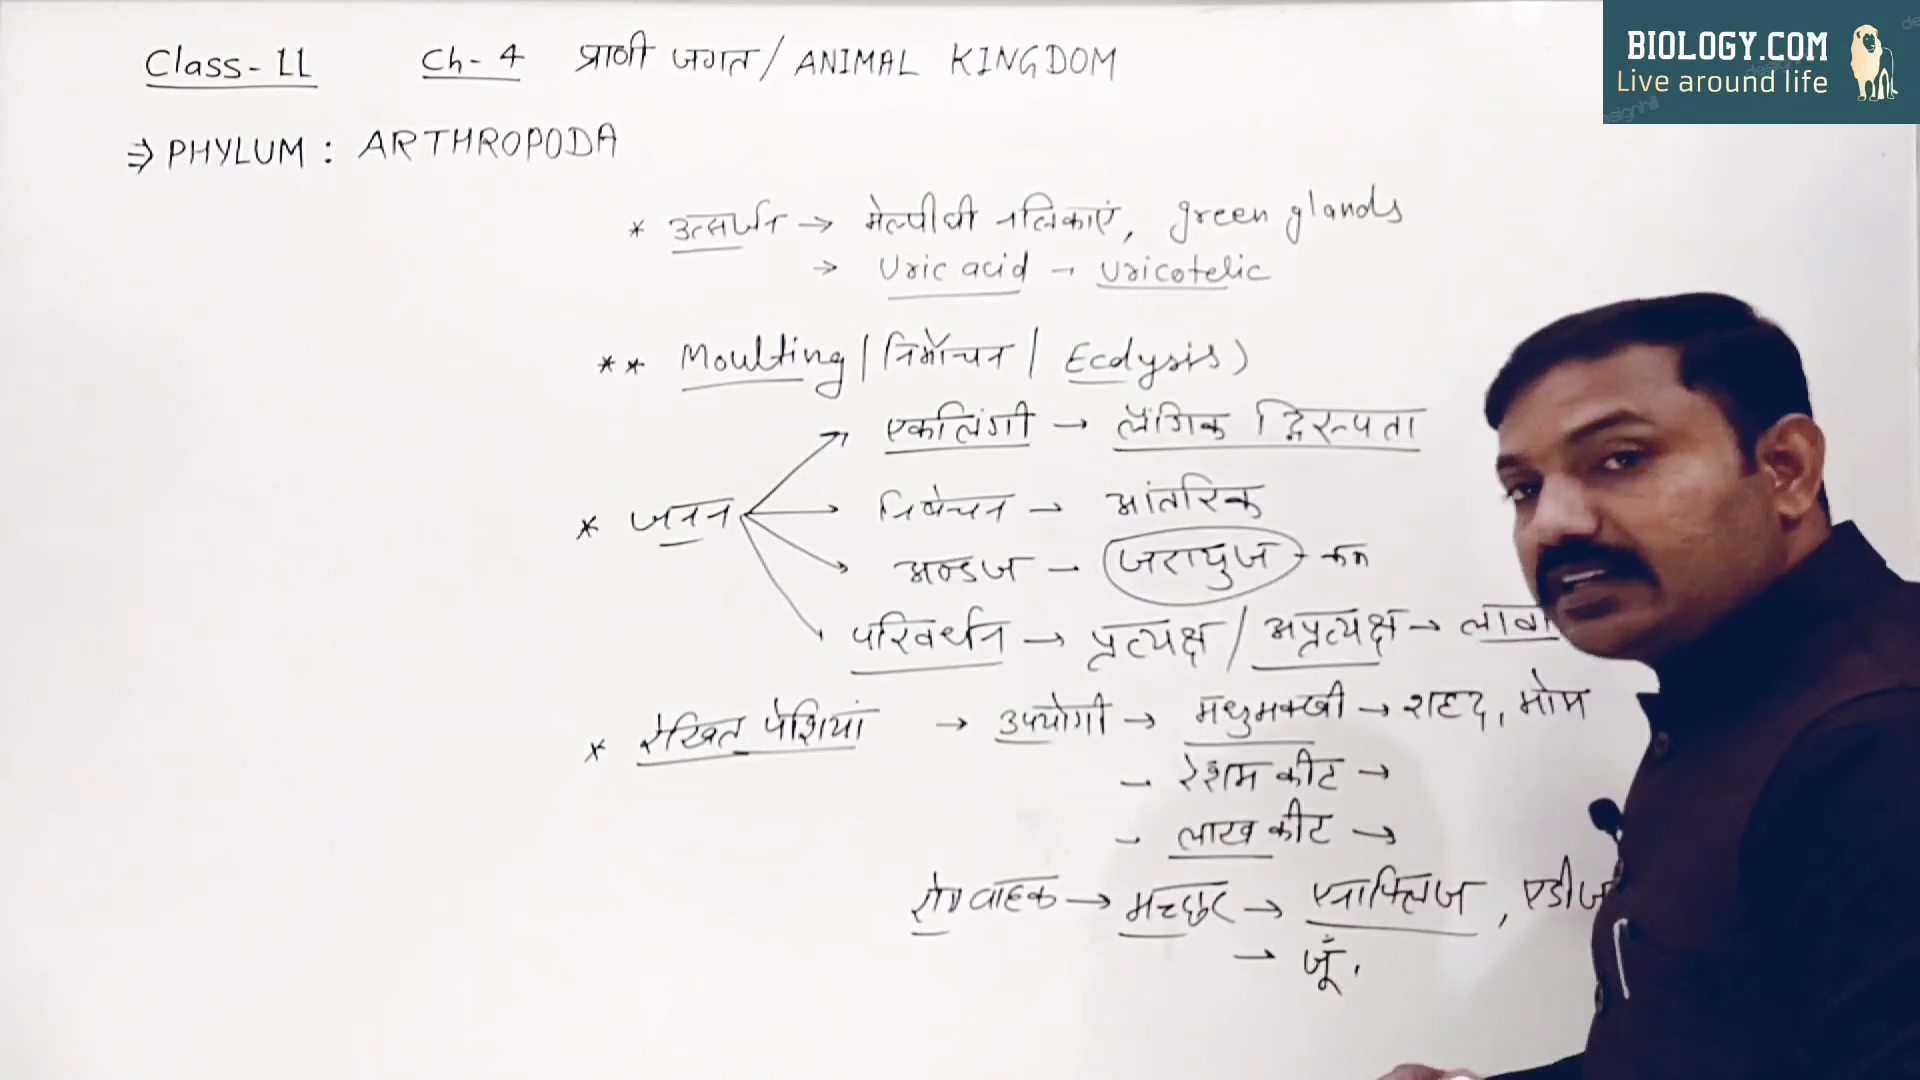 Class-11 Ch-4 प्राणी जगत/ ANIMAL KINGDOM
BIOLOGY.COM
Live around life
⇒ PHYLUM : ARTHROPODA
* उत्सर्जन → मेल्पीघी नलिकाएं, green glands
→ Uric acid → Uricotelic
** Moulting/निर्मोचन/ Ecdysis)
एकलिंगी → लैंगिक द्विरूपता
* जनन
निषेचन → आंतरिक
अण्डज - जरायुज - कम
परिवर्धन → प्रत्यक्ष / अप्रत्यक्ष →
* रेखित पेशियां → उपयोगी → मधुमक्खी → शहद, मोम
- रेशम कीट →
- लाख कीट →
रोगवाहक → मच्छर → एनाफ्लिज, एडीज
→ जूँ,